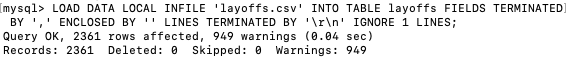 [mysql> LOAD DATA LOCAL INFILE 'layoffs.csv' INTO TABLE layoffs FIELDS TERMINATED]
 BY ',' ENCLOSED BY '' LINES TERMINATED BY '\r\n' IGNORE 1 LINES;
Query OK, 2361 rows affected, 949 warnings (0.04 sec)
Records: 2361  Deleted: 0  Skipped: 0  Warnings: 949